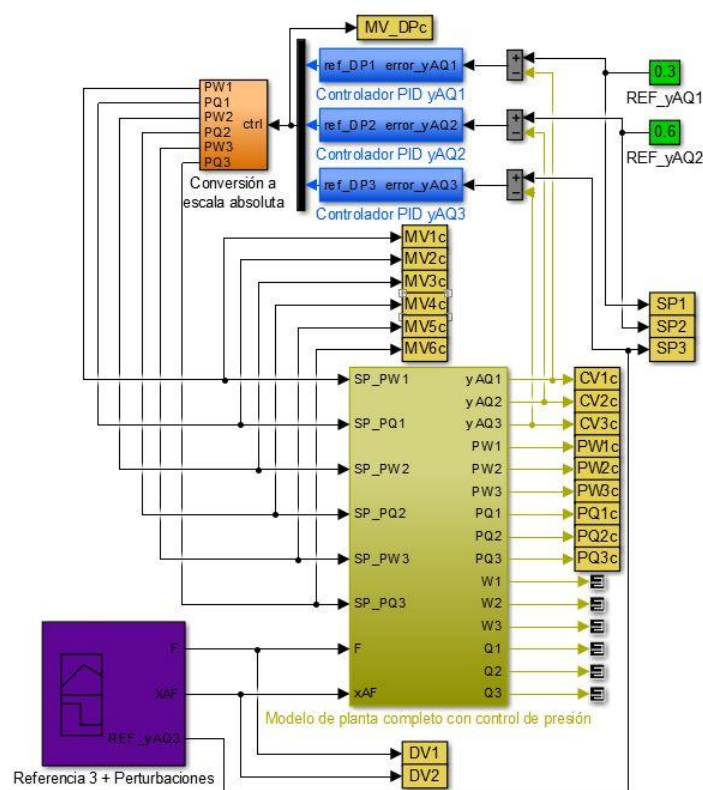 MV_DPc
ref_DP1 error_yAQ1
Controlador PID yAQ1
ref_DP2 error_yAQ2
Controlador PID yAQ2
ref_DP3 error_yAQ3
Controlador PID yAQ3
+
−
+
−
+
−
0.3
REF_yAQ1
0.6
REF_yAQ2
PW1
PQ1
PW2
PQ2
PW3
PQ3
ctrl
Conversión a
escala absoluta
MV1c
MV2c
MV3c
MV4c
MV5c
MV6c
SP1
SP2
SP3
SP_PW1
SP_PQ1
SP_PW2
SP_PQ2
SP_PW3
SP_PQ3
F
xAF
yAQ1
yAQ2
yAQ3
PW1
PW2
PW3
PQ1
PQ2
PQ3
W1
W2
W3
Q1
Q2
Q3
CV1c
CV2c
CV3c
PW1c
PW2c
PW3c
PQ1c
PQ2c
PQ3c
Modelo de planta completo con control de presión
F
XAF
REF_yAQ3
Referencia 3 + Perturbaciones
DV1
DV2